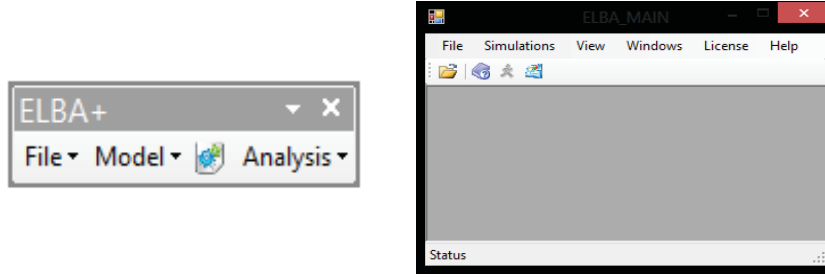 ELBA+
File Model Analysis
ELBA_MAIN
File Simulations View Windows License Help
Status